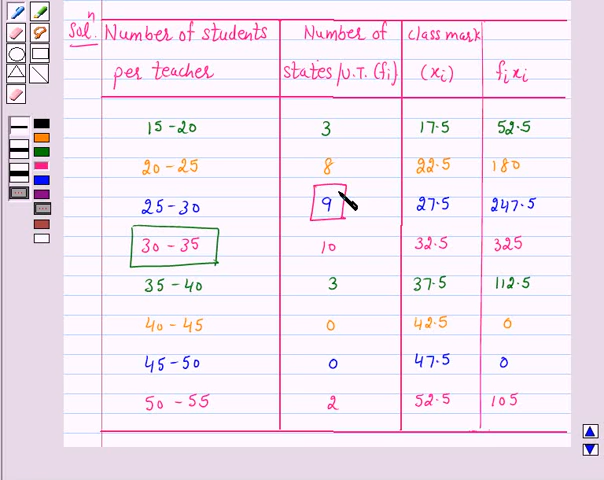 Solⁿ. Number of students per teacher Number of states/U.T. (fi) class mark (xi) fixi
15-20 3 17.5 52.5
20-25 8 22.5 180
25-30 9 27.5 247.5
30-35 10 32.5 325
35-40 3 37.5 112.5
40-45 0 42.5 0
45-50 0 47.5 0
50-55 2 52.5 105